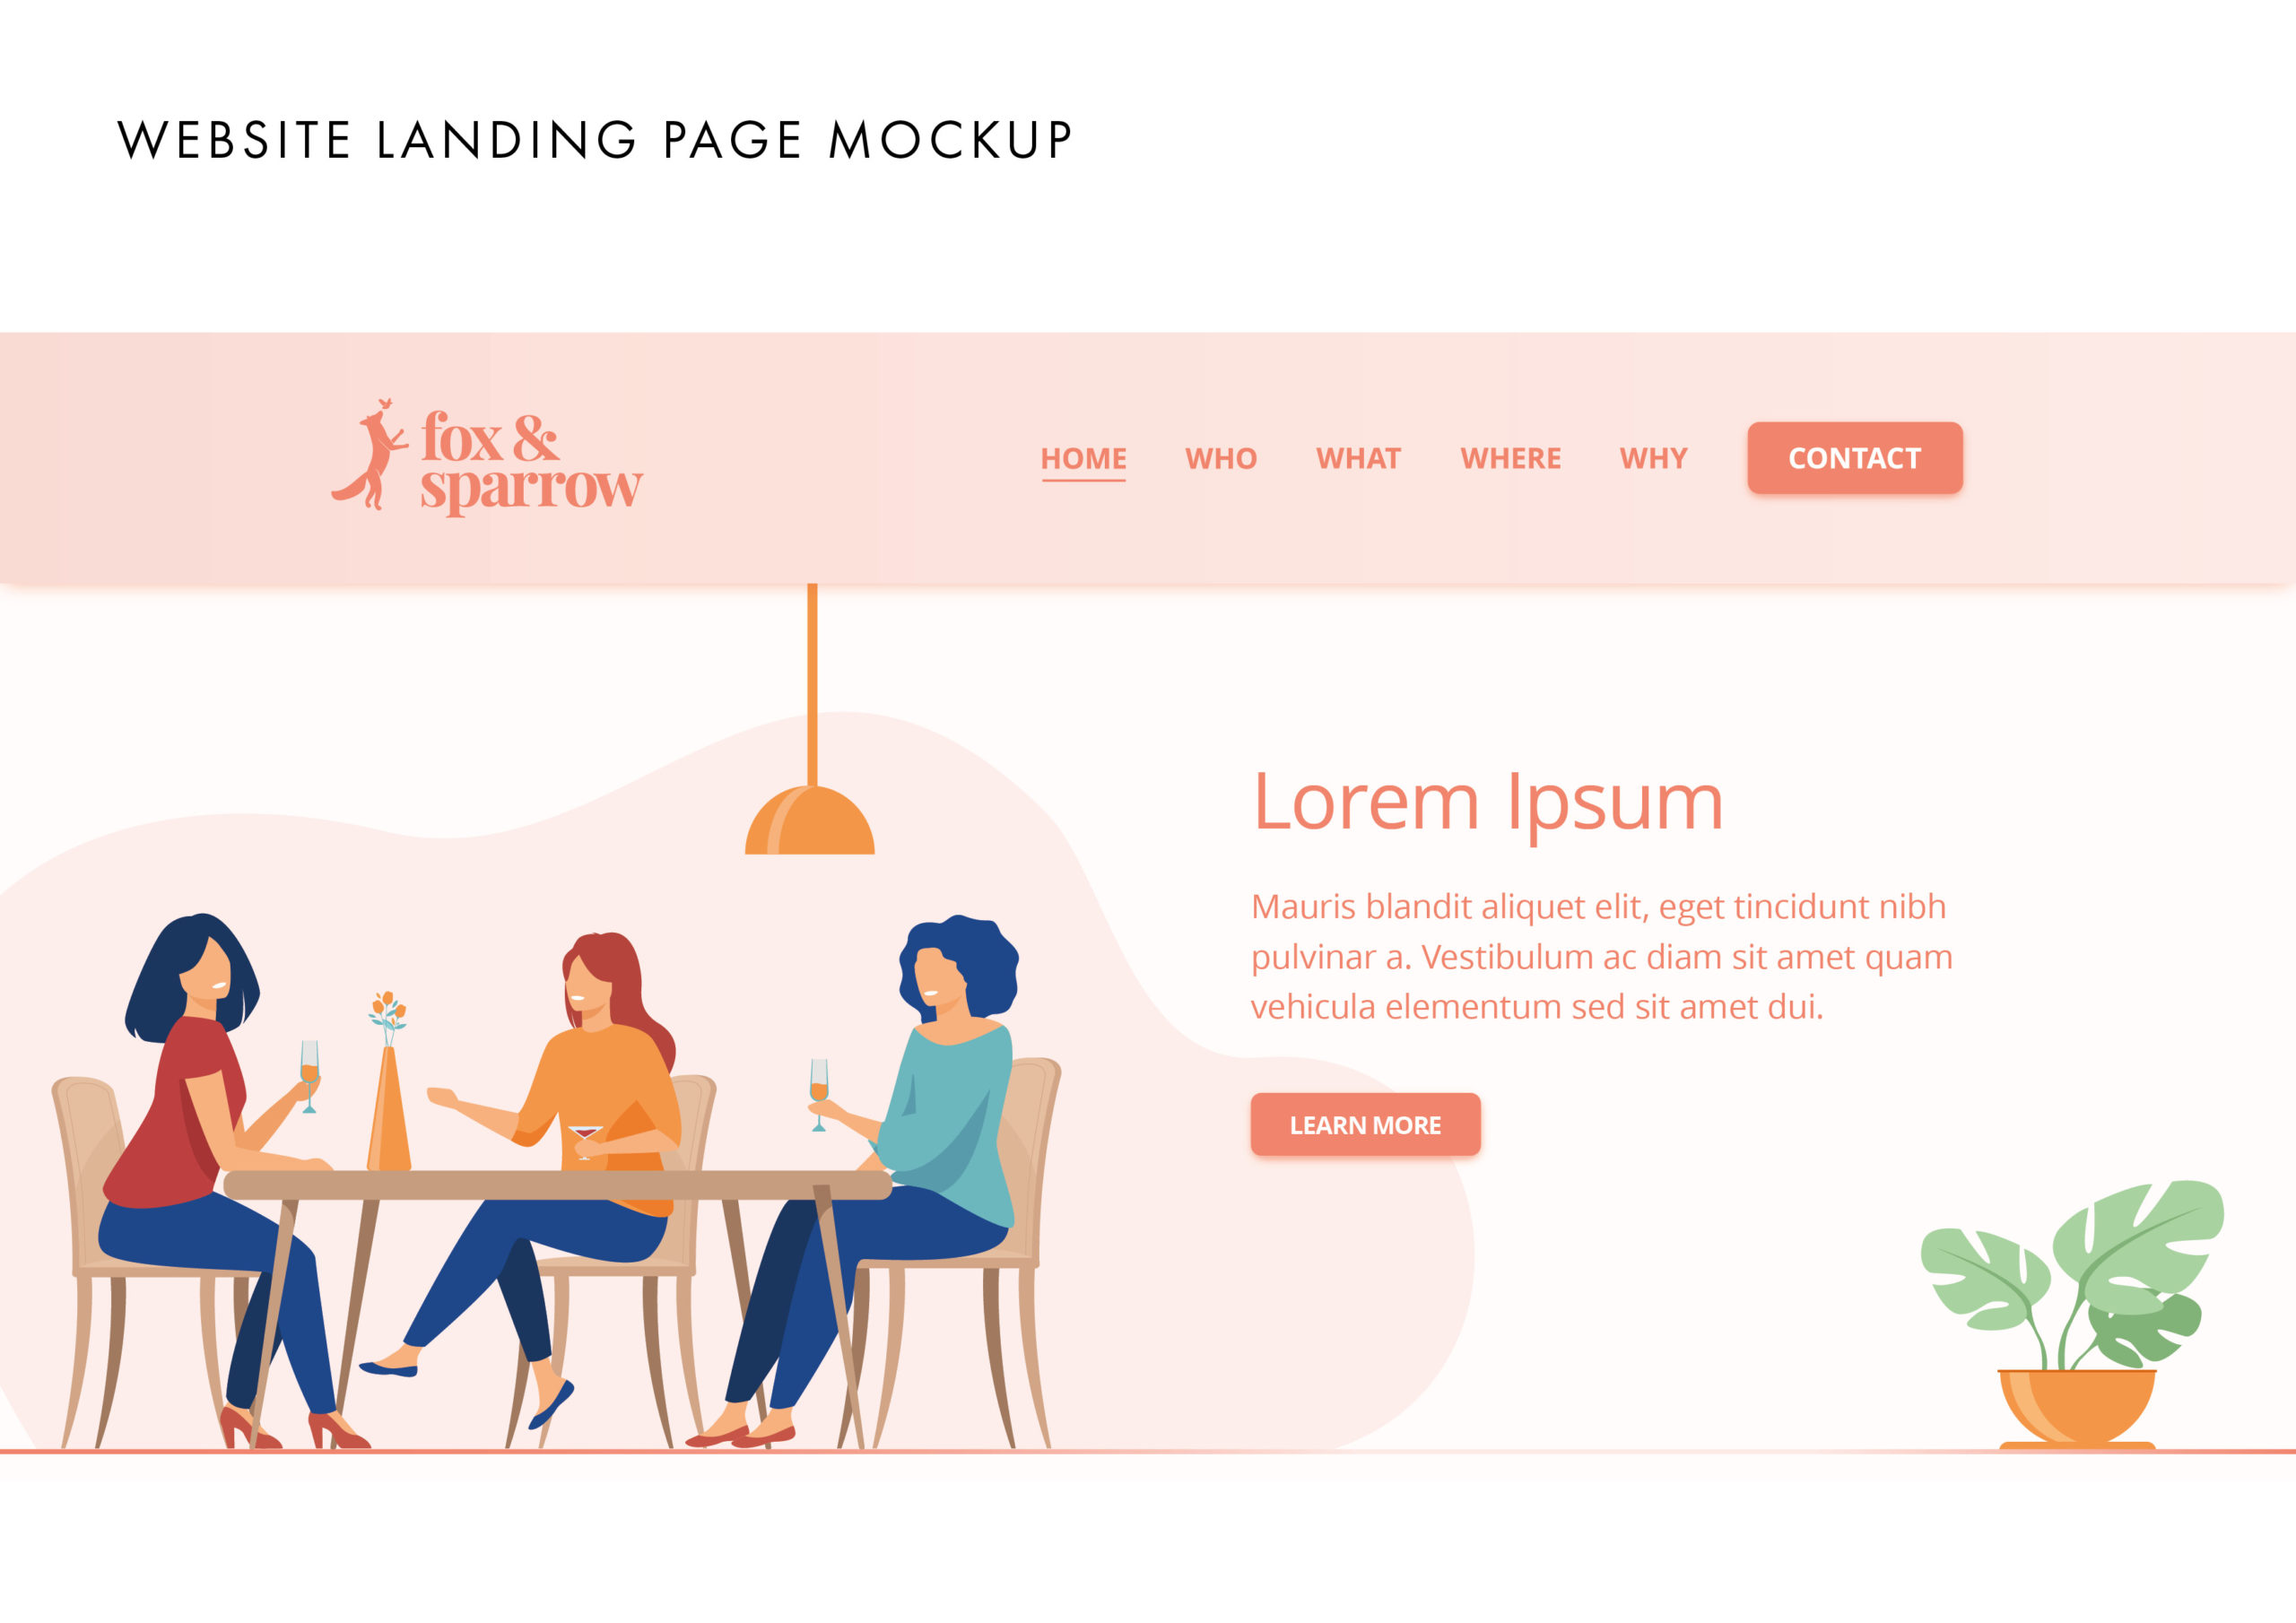 WEBSITE LANDING PAGE MOCKUP
fox &
sparrow
HOME WHO WHAT WHERE WHY CONTACT
Lorem Ipsum
Mauris blandit aliquet elit, eget tincidunt nibh
pulvinar a. Vestibulum ac diam sit amet quam
vehicula elementum sed sit amet dui.
LEARN MORE